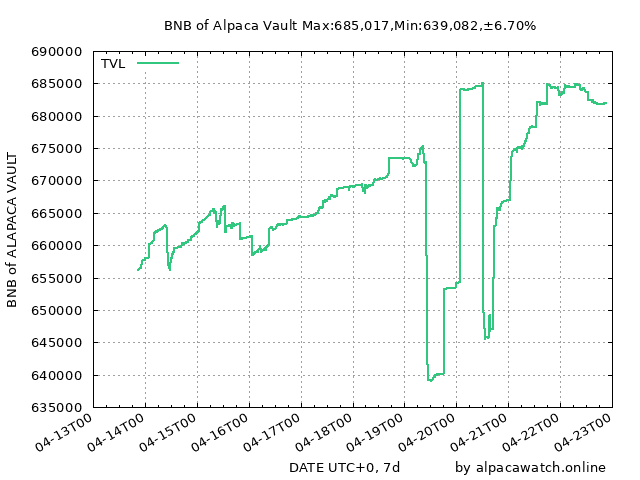 BNB of Alpaca Vault Max:685,017,Min:639,082,±6.70%
TVL
690000
685000
680000
675000
670000
665000
660000
655000
650000
645000
640000
635000
BNB of ALAPACA VAULT
04-13T00
04-14T00
04-15T00
04-16T00
04-17T00
04-18T00
04-19T00
04-20T00
04-21T00
04-22T00
04-23T00
DATE UTC+0, 7d
by alpacawatch.online